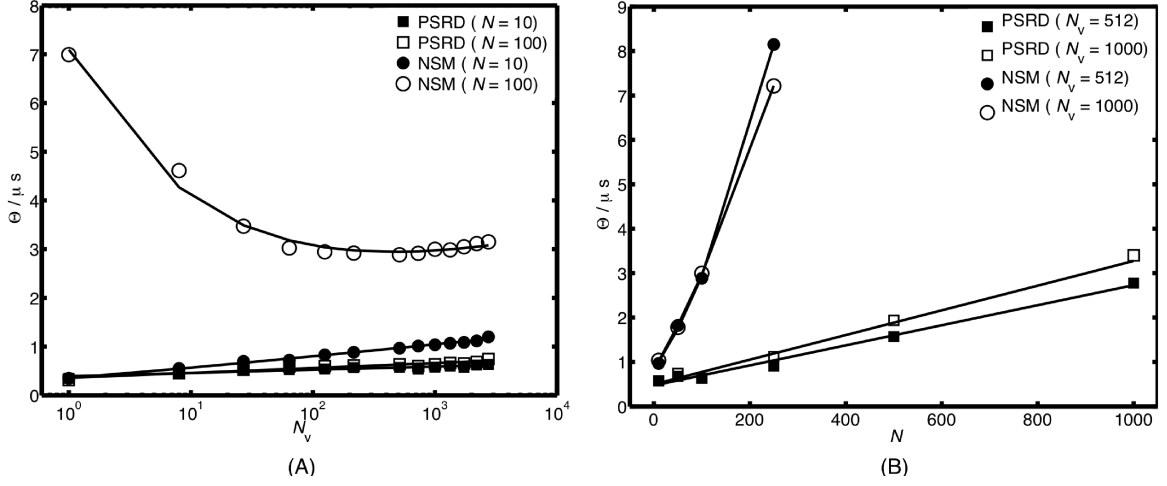 8
7
6
5
4
3
2
1
0
Θ / μ s
PSRD ( N = 10)
PSRD ( N = 100)
NSM ( N = 10)
NSM ( N = 100)
10^0
10^1
10^2
10^3
10^4
N_v
(A)
9
8
7
6
5
4
3
2
1
0
Θ / μ s
PSRD ( N_v = 512)
PSRD ( N_v = 1000)
NSM ( N_v = 512)
NSM ( N_v = 1000)
0
200
400
600
800
1000
N
(B)